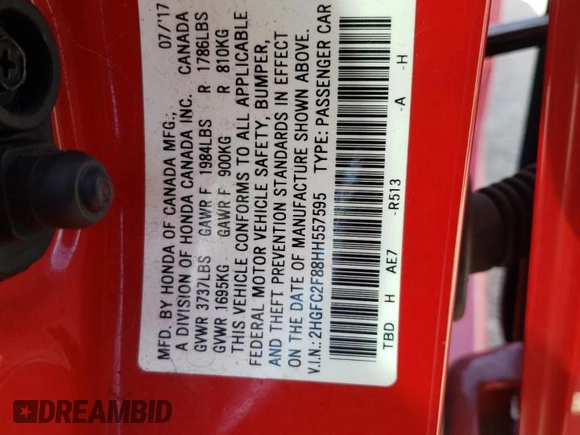 MFD. BY HONDA OF CANADA MFG., 07/'17
A DIVISION OF HONDA CANADA INC. CANADA
GVWR 3737LBS GAWR F 1984LBS R 1786LBS
GVWR 1695KG GAWR F 900KG R 810KG
THIS VEHICLE CONFORMS TO ALL APPLICABLE
FEDERAL MOTOR VEHICLE SAFETY, BUMPER,
AND THEFT PREVENTION STANDARDS IN EFFECT
ON THE DATE OF MANUFACTURE SHOWN ABOVE.
V.I.N.: 2HGFC2F88HH557595 TYPE: PASSENGER CAR
TBD H AE7 -R513 -A -H
DREAMBID